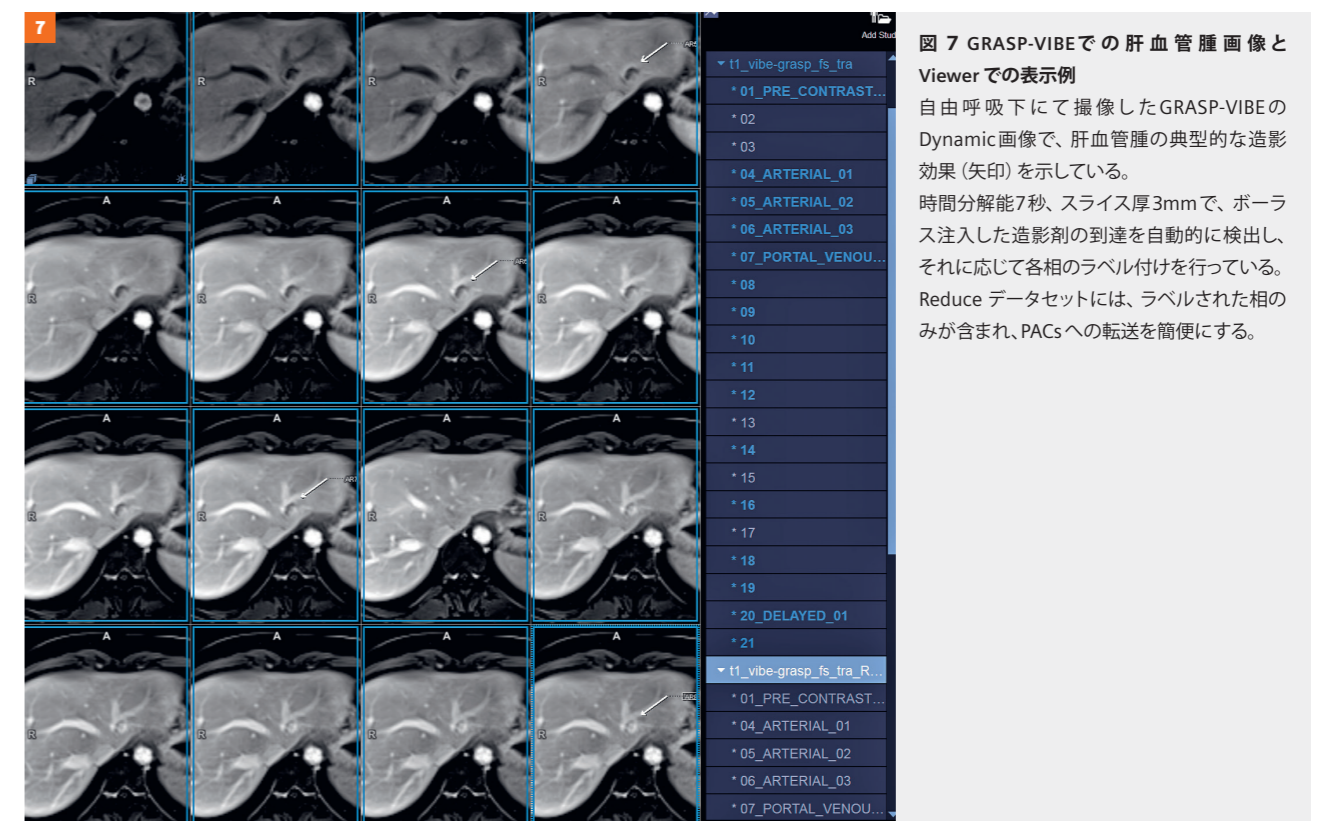 7
Add Stud
R
R
R
R
AR5
A
A
A
A
R
R
R
R
AR6
A
A
A
A
R
R
R
R
AR7
A
A
A
A
R
R
R
R
t1_vibe-grasp_fs_tra
* 01_PRE_CONTRAST...
* 02
* 03
* 04_ARTERIAL_01
* 05_ARTERIAL_02
* 06_ARTERIAL_03
* 07_PORTAL_VENOU...
* 08
* 09
* 10
* 11
* 12
* 13
* 14
* 15
* 16
* 17
* 18
* 19
* 20_DELAYED_01
* 21
t1_vibe-grasp_fs_tra_R...
* 01_PRE_CONTRAST...
* 04_ARTERIAL_01
* 05_ARTERIAL_02
* 06_ARTERIAL_03
* 07_PORTAL_VENOU...
図 7 GRASP-VIBEでの肝血管腫画像と
Viewer での表示例
自由呼吸下にて撮像したGRASP-VIBEの
Dynamic画像で、肝血管腫の典型的な造影
効果（矢印）を示している。
時間分解能7秒、スライス厚3mmで、ボーラ
ス注入した造影剤の到達を自動的に検出し、
それに応じて各相のラベル付けを行っている。
Reduce データセットには、ラベルされた相の
みが含まれ、PACsへの転送を簡便にする。